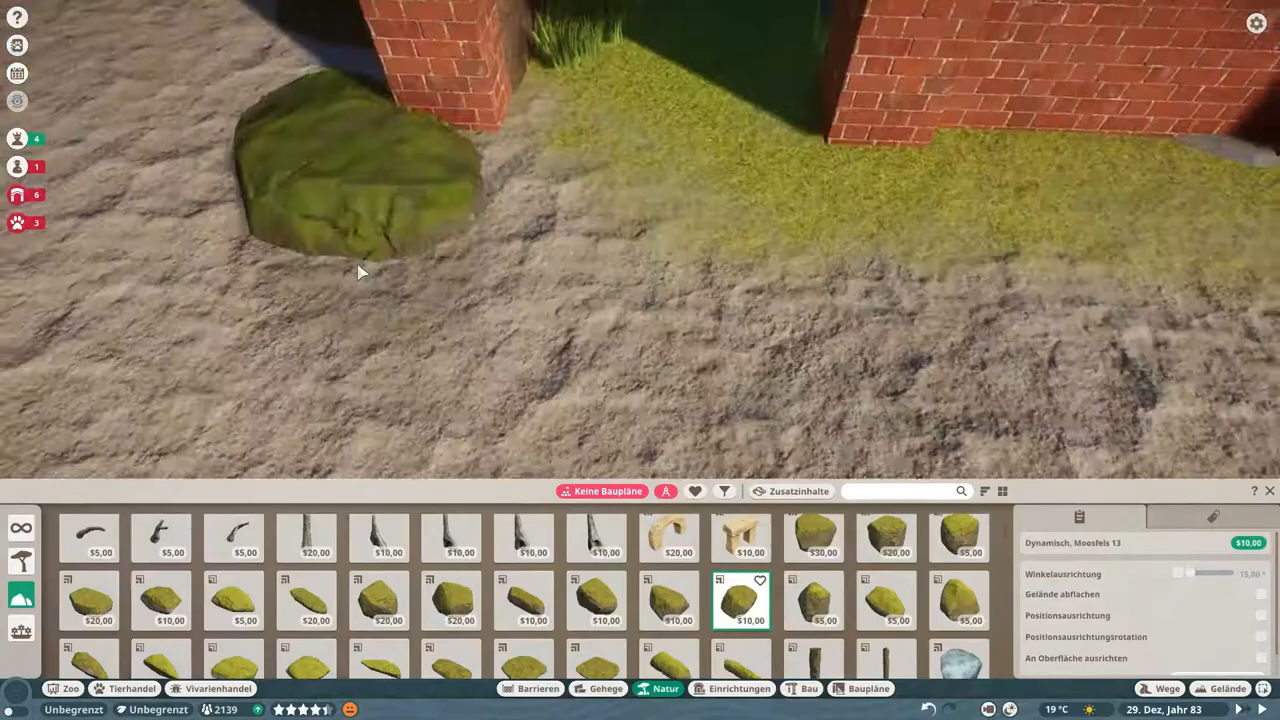 ?
4
1
6
3
Keine Baupläne
Zusatzinhalte
?
$5,00 $5,00 $5,00 $20,00 $10,00 $10,00 $10,00 $10,00 $20,00 $10,00 $30,00 $20,00 $5,00
$20,00 $10,00 $5,00 $5,00 $20,00 $20,00 $10,00 $10,00 $10,00 $10,00 $5,00 $5,00 $5,00
Dynamisch, Moosfels 13 $10,00
Winkelausrichtung 15,00°
Gelände abflachen
Positionsausrichtung
Positionsausrichtungsrotation
An Oberfläche ausrichten
Zoo Tierhandel Vivarienhandel Barrieren Gehege Natur Einrichtungen Bau Baupläne Wege Gelände
Unbegrenzt Unbegrenzt 2139 19 °C 29. Dez, Jahr 83